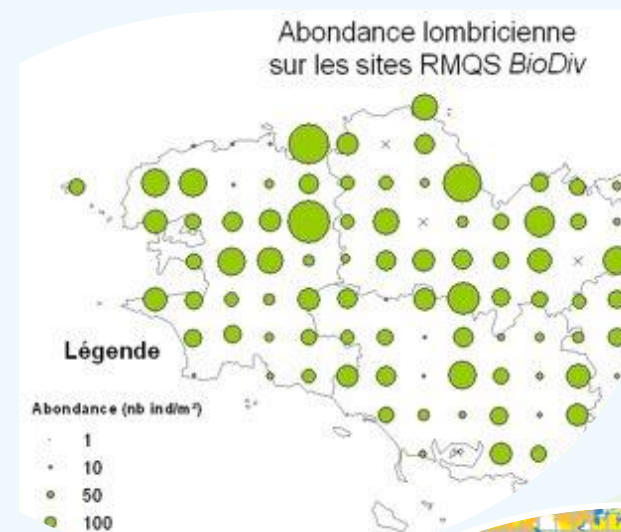 Abondance lombricienne
sur les sites RMQS BioDiv
Légende
Abondance (nb ind/m²)
1
10
50
100